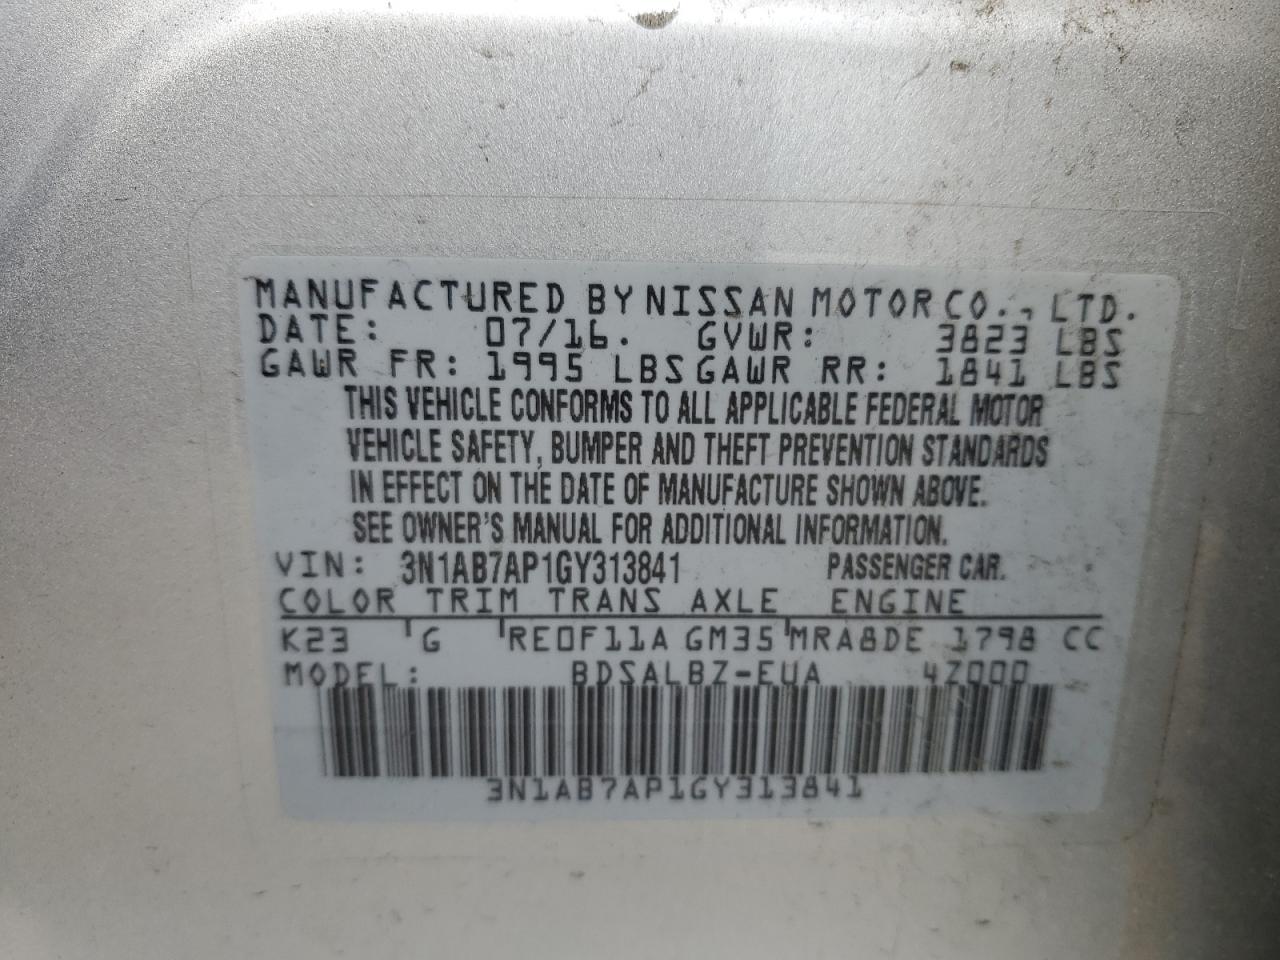 MANUFACTURED BY NISSAN MOTOR CO., LTD.
DATE: 07/16. GVWR: 3823 LBS
GAWR FR: 1995 LBS GAWR RR: 1841 LBS
THIS VEHICLE CONFORMS TO ALL APPLICABLE FEDERAL MOTOR
VEHICLE SAFETY, BUMPER AND THEFT PREVENTION STANDARDS
IN EFFECT ON THE DATE OF MANUFACTURE SHOWN ABOVE.
SEE OWNER'S MANUAL FOR ADDITIONAL INFORMATION.
VIN: 3N1AB7AP1GY313841 PASSENGER CAR.
COLOR TRIM TRANS AXLE ENGINE
K23 G RE0F11A GM35 MRA8DE 1798 CC
MODEL: BDSALBZ-EUA 4Z000
3N1AB7AP1GY313841